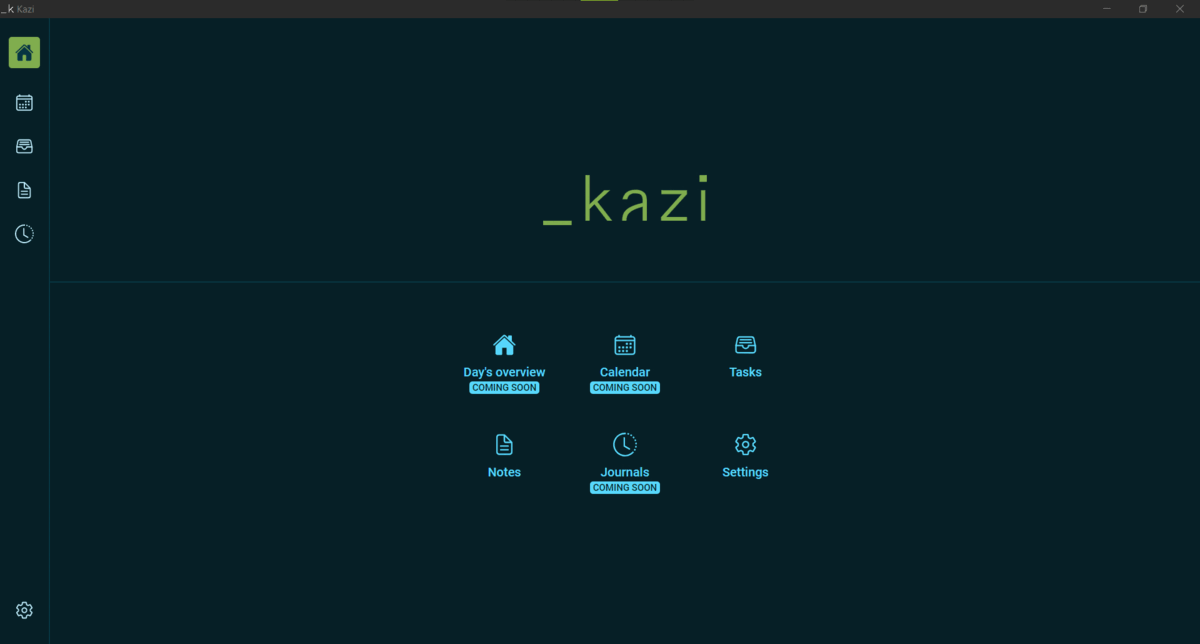 _k Kazi
_kazi
Day's overview
COMING SOON
Calendar
COMING SOON
Tasks
Notes
Journals
COMING SOON
Settings